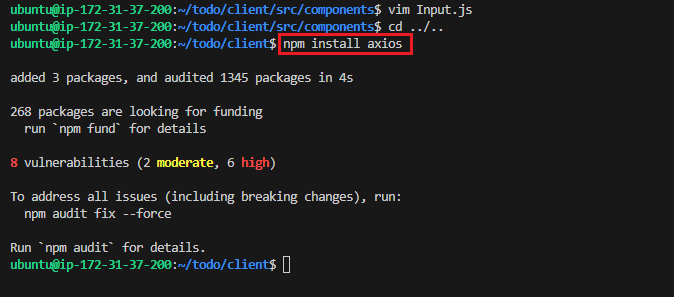 ubuntu@ip-172-31-37-200:~/todo/client/src/components$ vim Input.js
ubuntu@ip-172-31-37-200:~/todo/client/src/components$ cd ../..
ubuntu@ip-172-31-37-200:~/todo/client$ npm install axios
added 3 packages, and audited 1345 packages in 4s
268 packages are looking for funding
  run `npm fund` for details
8 vulnerabilities (2 moderate, 6 high)
To address all issues (including breaking changes), run:
  npm audit fix --force
Run `npm audit` for details.
ubuntu@ip-172-31-37-200:~/todo/client$